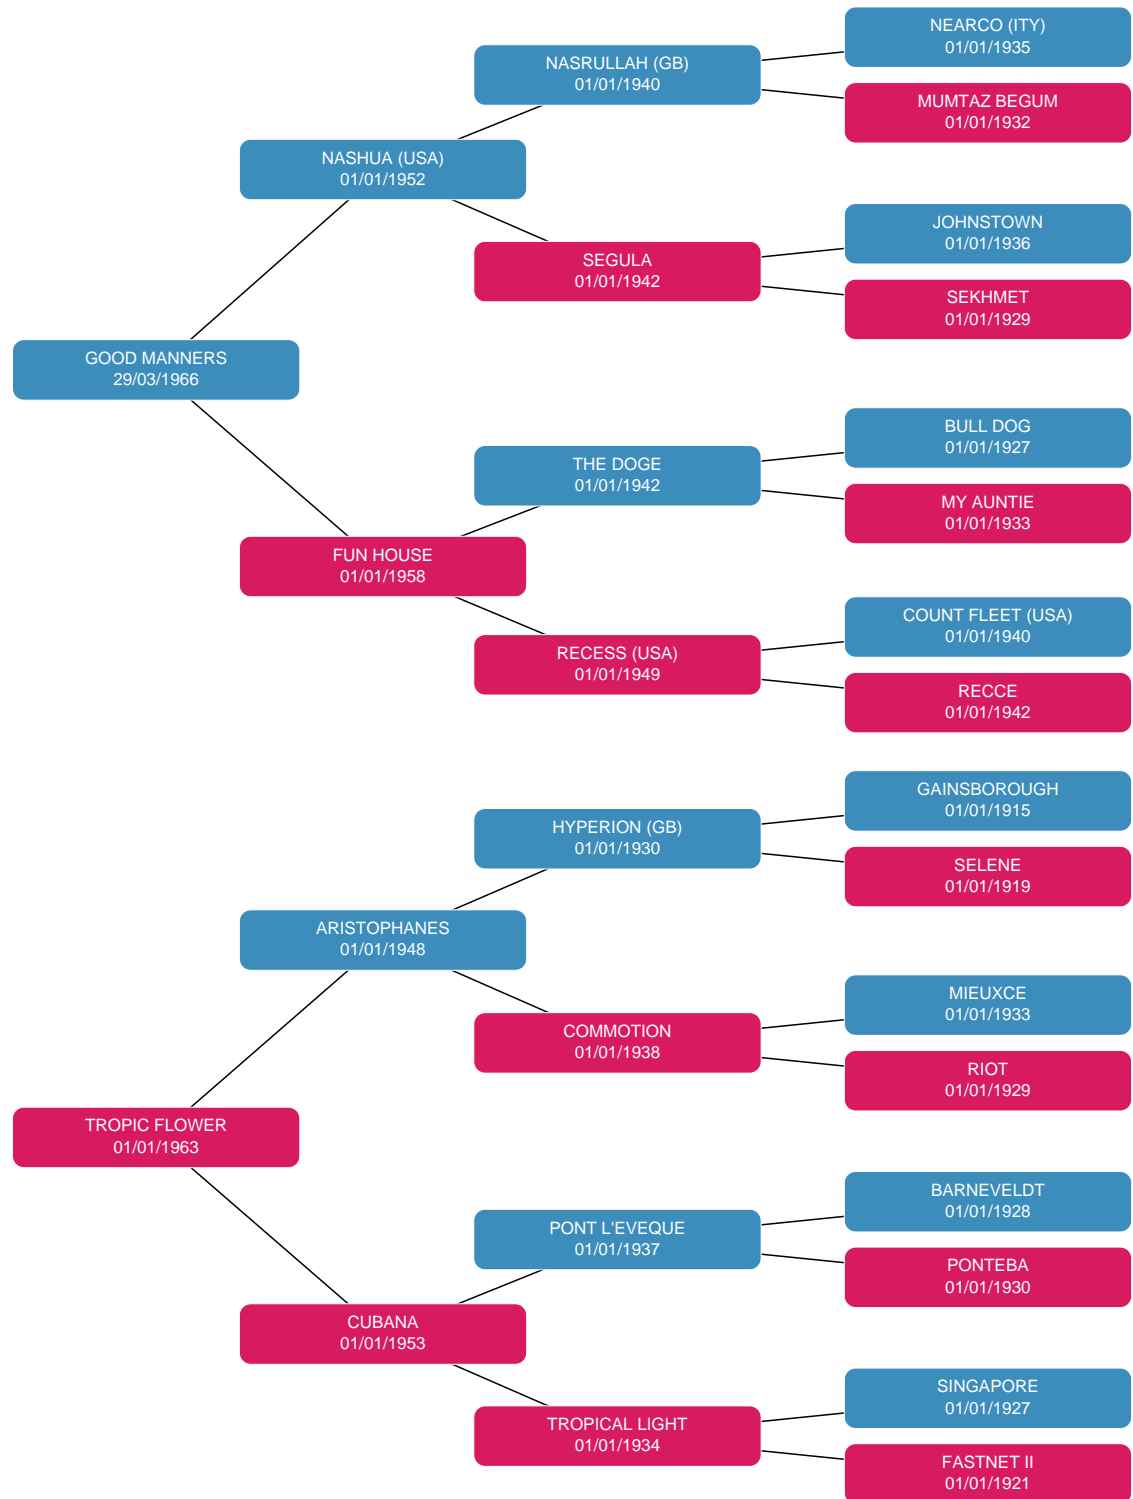 NEARCO (ITY)
01/01/1935
NASRULLAH (GB)
01/01/1940
MUMTAZ BEGUM
01/01/1932
NASHUA (USA)
01/01/1952
JOHNSTOWN
01/01/1936
SEGULA
01/01/1942
SEKHMET
01/01/1929
GOOD MANNERS
29/03/1966
BULL DOG
01/01/1927
THE DOGE
01/01/1942
MY AUNTIE
01/01/1933
FUN HOUSE
01/01/1958
COUNT FLEET (USA)
01/01/1940
RECESS (USA)
01/01/1949
RECCE
01/01/1942
GAINSBOROUGH
01/01/1915
HYPERION (GB)
01/01/1930
SELENE
01/01/1919
ARISTOPHANES
01/01/1948
MIEUXCE
01/01/1933
COMMOTION
01/01/1938
RIOT
01/01/1929
TROPIC FLOWER
01/01/1963
BARNEVELDT
01/01/1928
PONT L'EVEQUE
01/01/1937
PONTEBA
01/01/1930
CUBANA
01/01/1953
SINGAPORE
01/01/1927
TROPICAL LIGHT
01/01/1934
FASTNET II
01/01/1921